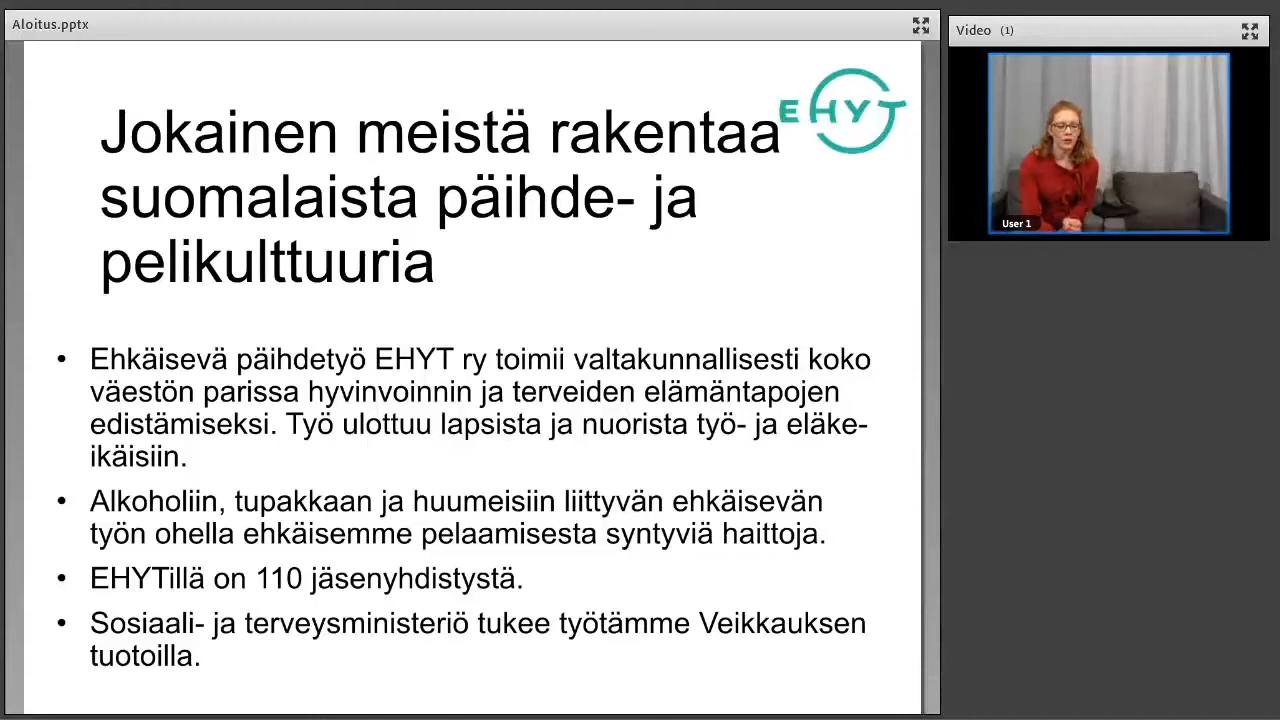 Aloitus.pptx
Video (1)
EHYT
Jokainen meistä rakentaa
suomalaista päihde- ja
pelikulttuuria
• Ehkäisevä päihdetyö EHYT ry toimii valtakunnallisesti koko
väestön parissa hyvinvoinnin ja terveiden elämäntapojen
edistämiseksi. Työ ulottuu lapsista ja nuorista työ- ja eläke-
ikäisiin.
• Alkoholiin, tupakkaan ja huumeisiin liittyvän ehkäisevän
työn ohella ehkäisemme pelaamisesta syntyviä haittoja.
• EHYTillä on 110 jäsenyhdistystä.
• Sosiaali- ja terveysministeriö tukee työtämme Veikkauksen
tuotoilla.
User 1